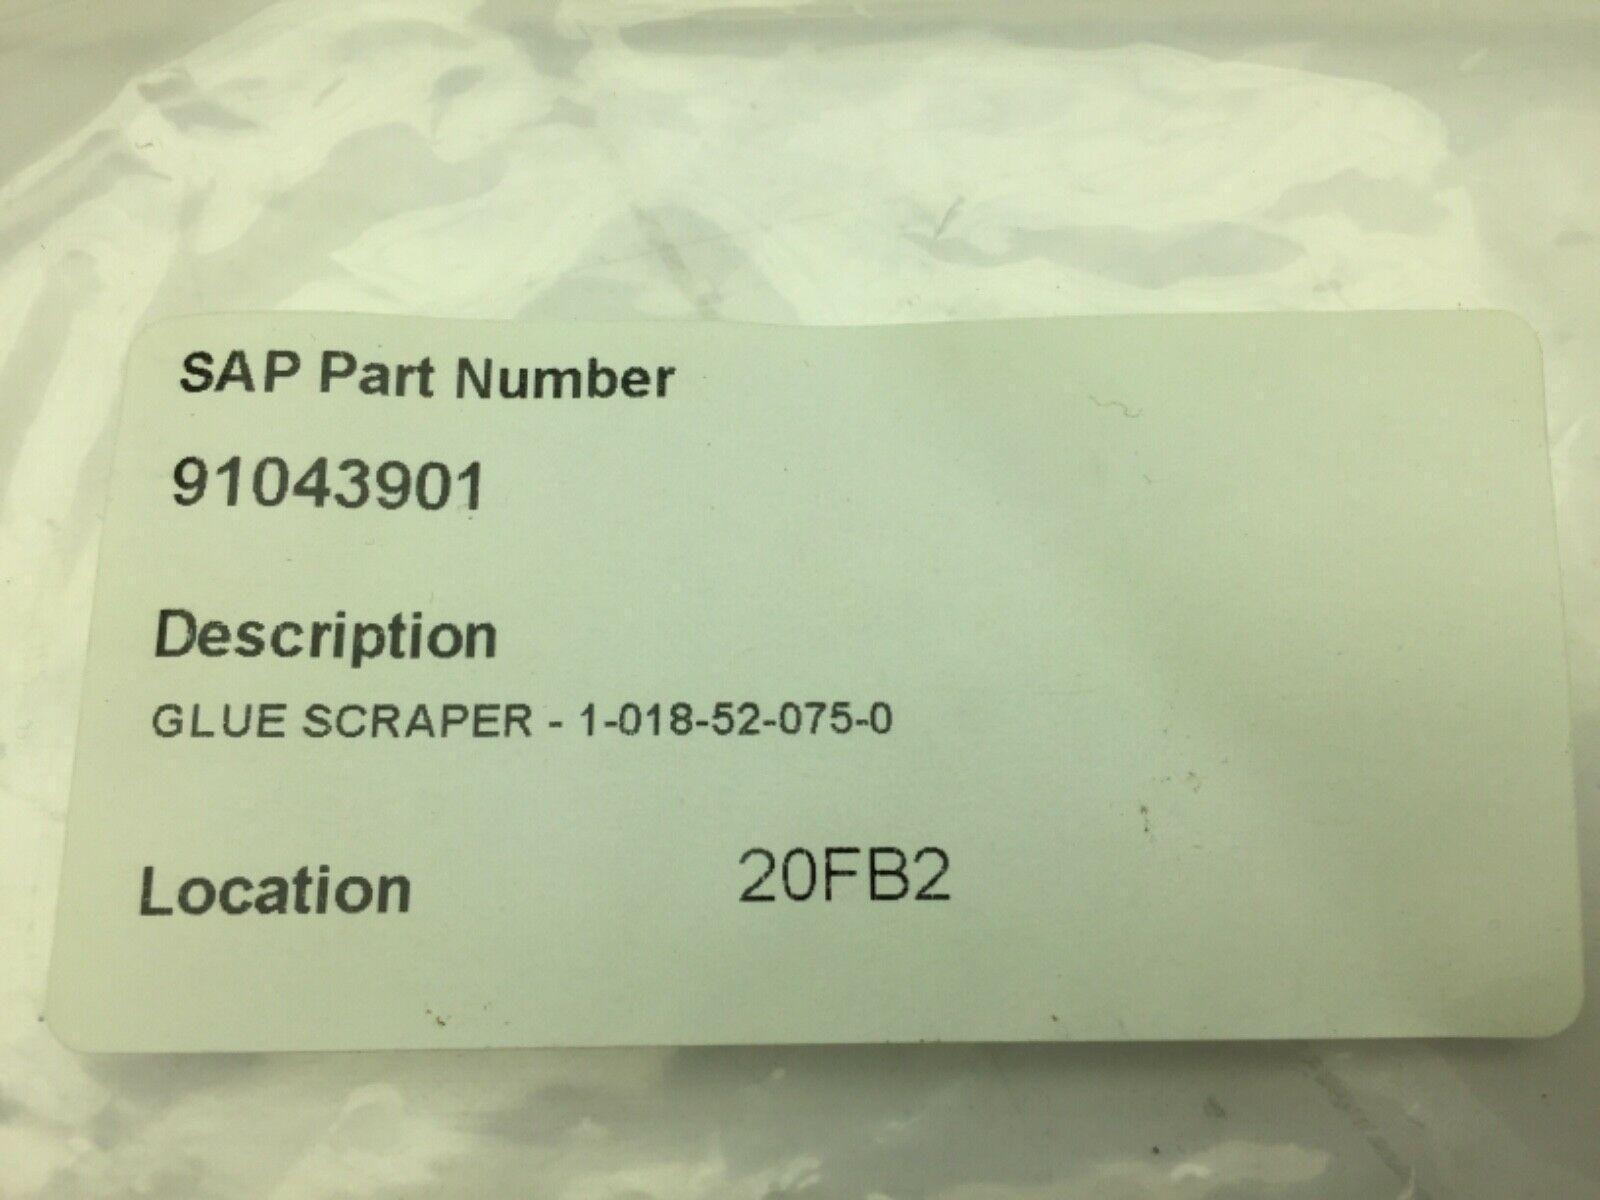 SAP Part Number
91043901
Description
GLUE SCRAPER - 1-018-52-075-0
Location 20FB2